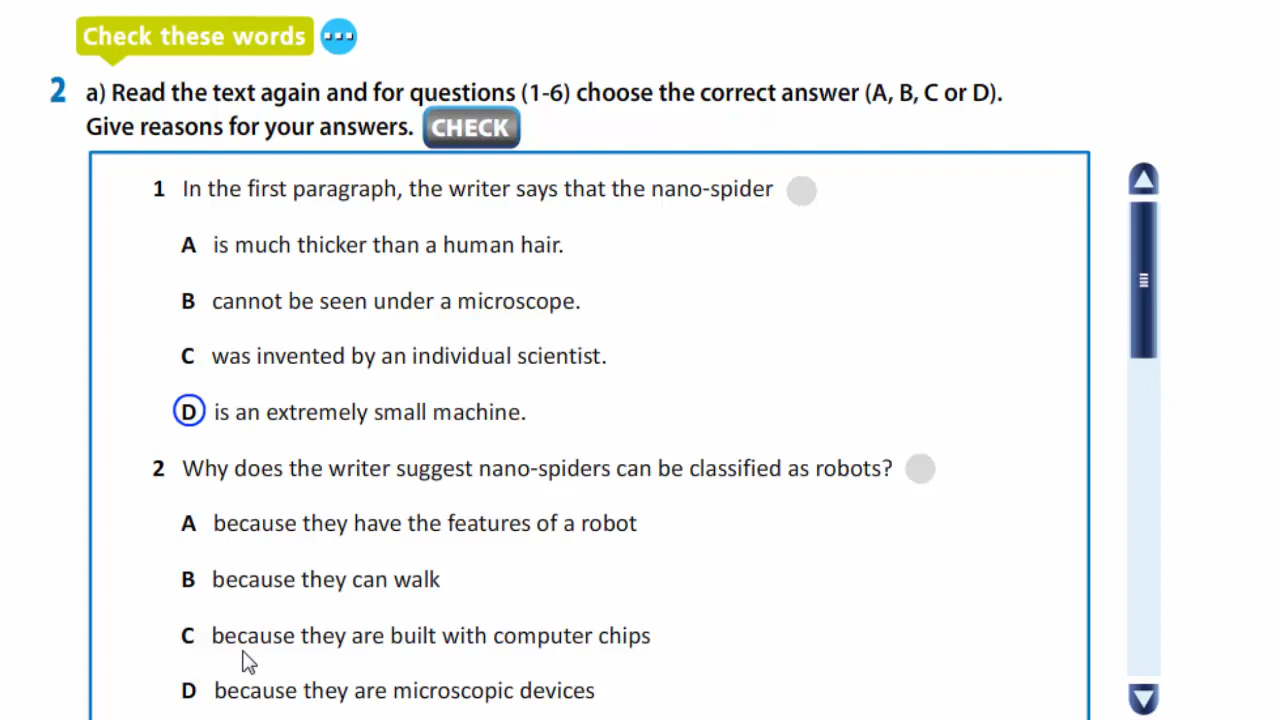 Check these words
2 a) Read the text again and for questions (1-6) choose the correct answer (A, B, C or D).
Give reasons for your answers. CHECK
1 In the first paragraph, the writer says that the nano-spider
A is much thicker than a human hair.
B cannot be seen under a microscope.
C was invented by an individual scientist.
D is an extremely small machine.
2 Why does the writer suggest nano-spiders can be classified as robots?
A because they have the features of a robot
B because they can walk
C because they are built with computer chips
D because they are microscopic devices